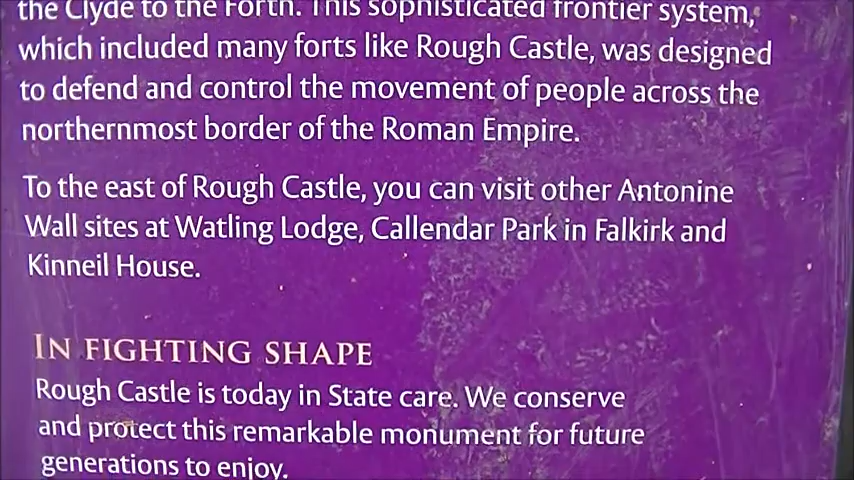 the Clyde to the Forth. This sophisticated frontier system,
which included many forts like Rough Castle, was designed
to defend and control the movement of people across the
northernmost border of the Roman Empire.
To the east of Rough Castle, you can visit other Antonine
Wall sites at Watling Lodge, Callendar Park in Falkirk and
Kinneil House.
IN FIGHTING SHAPE
Rough Castle is today in State care. We conserve
and protect this remarkable monument for future
generations to enjoy.